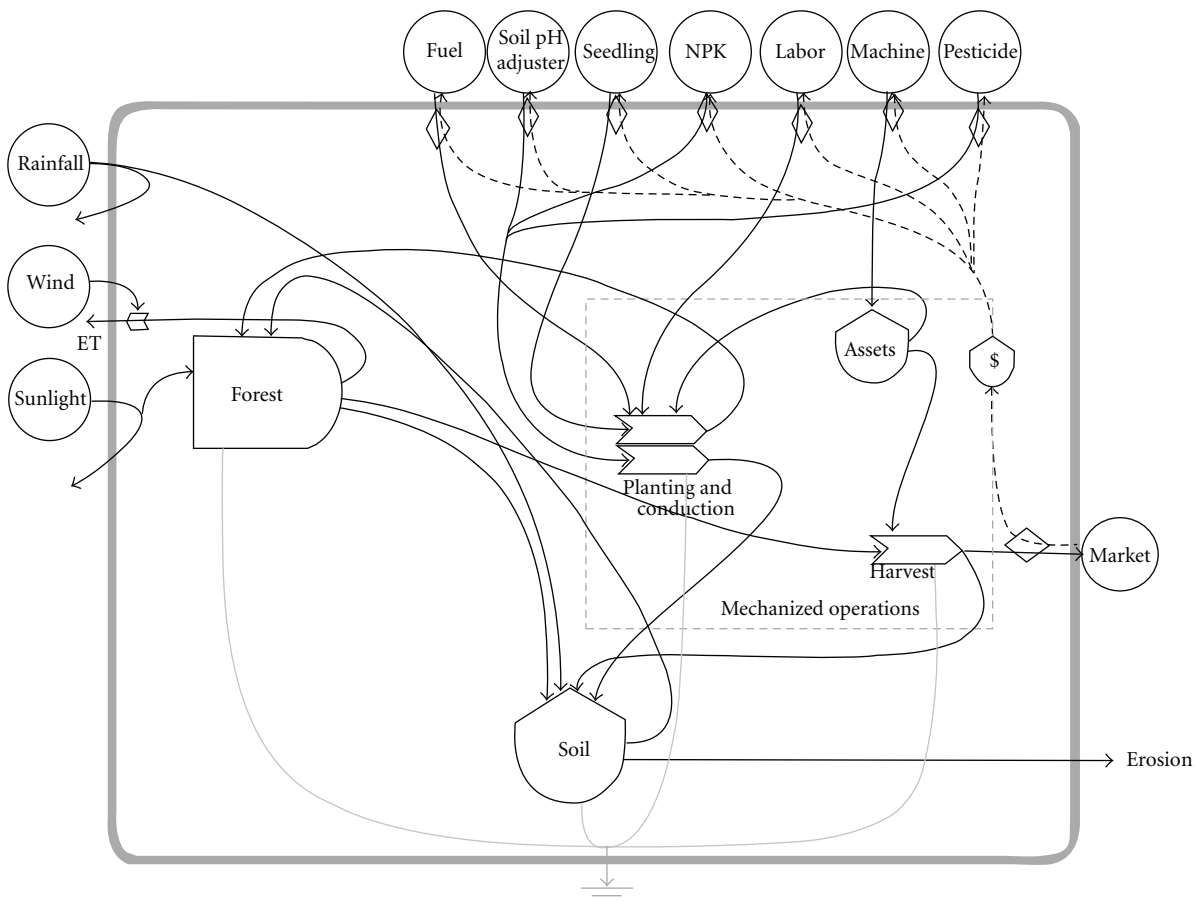 Fuel
Soil pH
adjuster
Seedling
NPK
Labor
Machine
Pesticide
Rainfall
Wind
ET
Sunlight
Forest
Assets
$
Planting and
conduction
Harvest
Market
Mechanized operations
Soil
Erosion